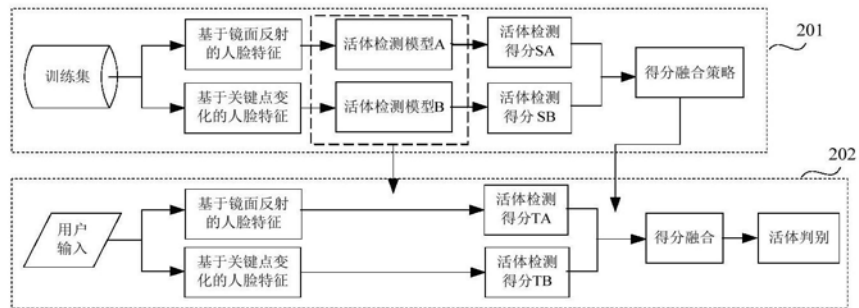 201
训练集
基于镜面反射
的人脸特征
活体检测模型A
活体检测
得分SA
得分融合策略
基于关键点变
化的人脸特征
活体检测模型B
活体检测
得分 SB
202
用户
输入
基于镜面反射
的人脸特征
活体检测
得分TA
得分融合
活体判别
基于关键点变
化的人脸特征
活体检测
得分TB